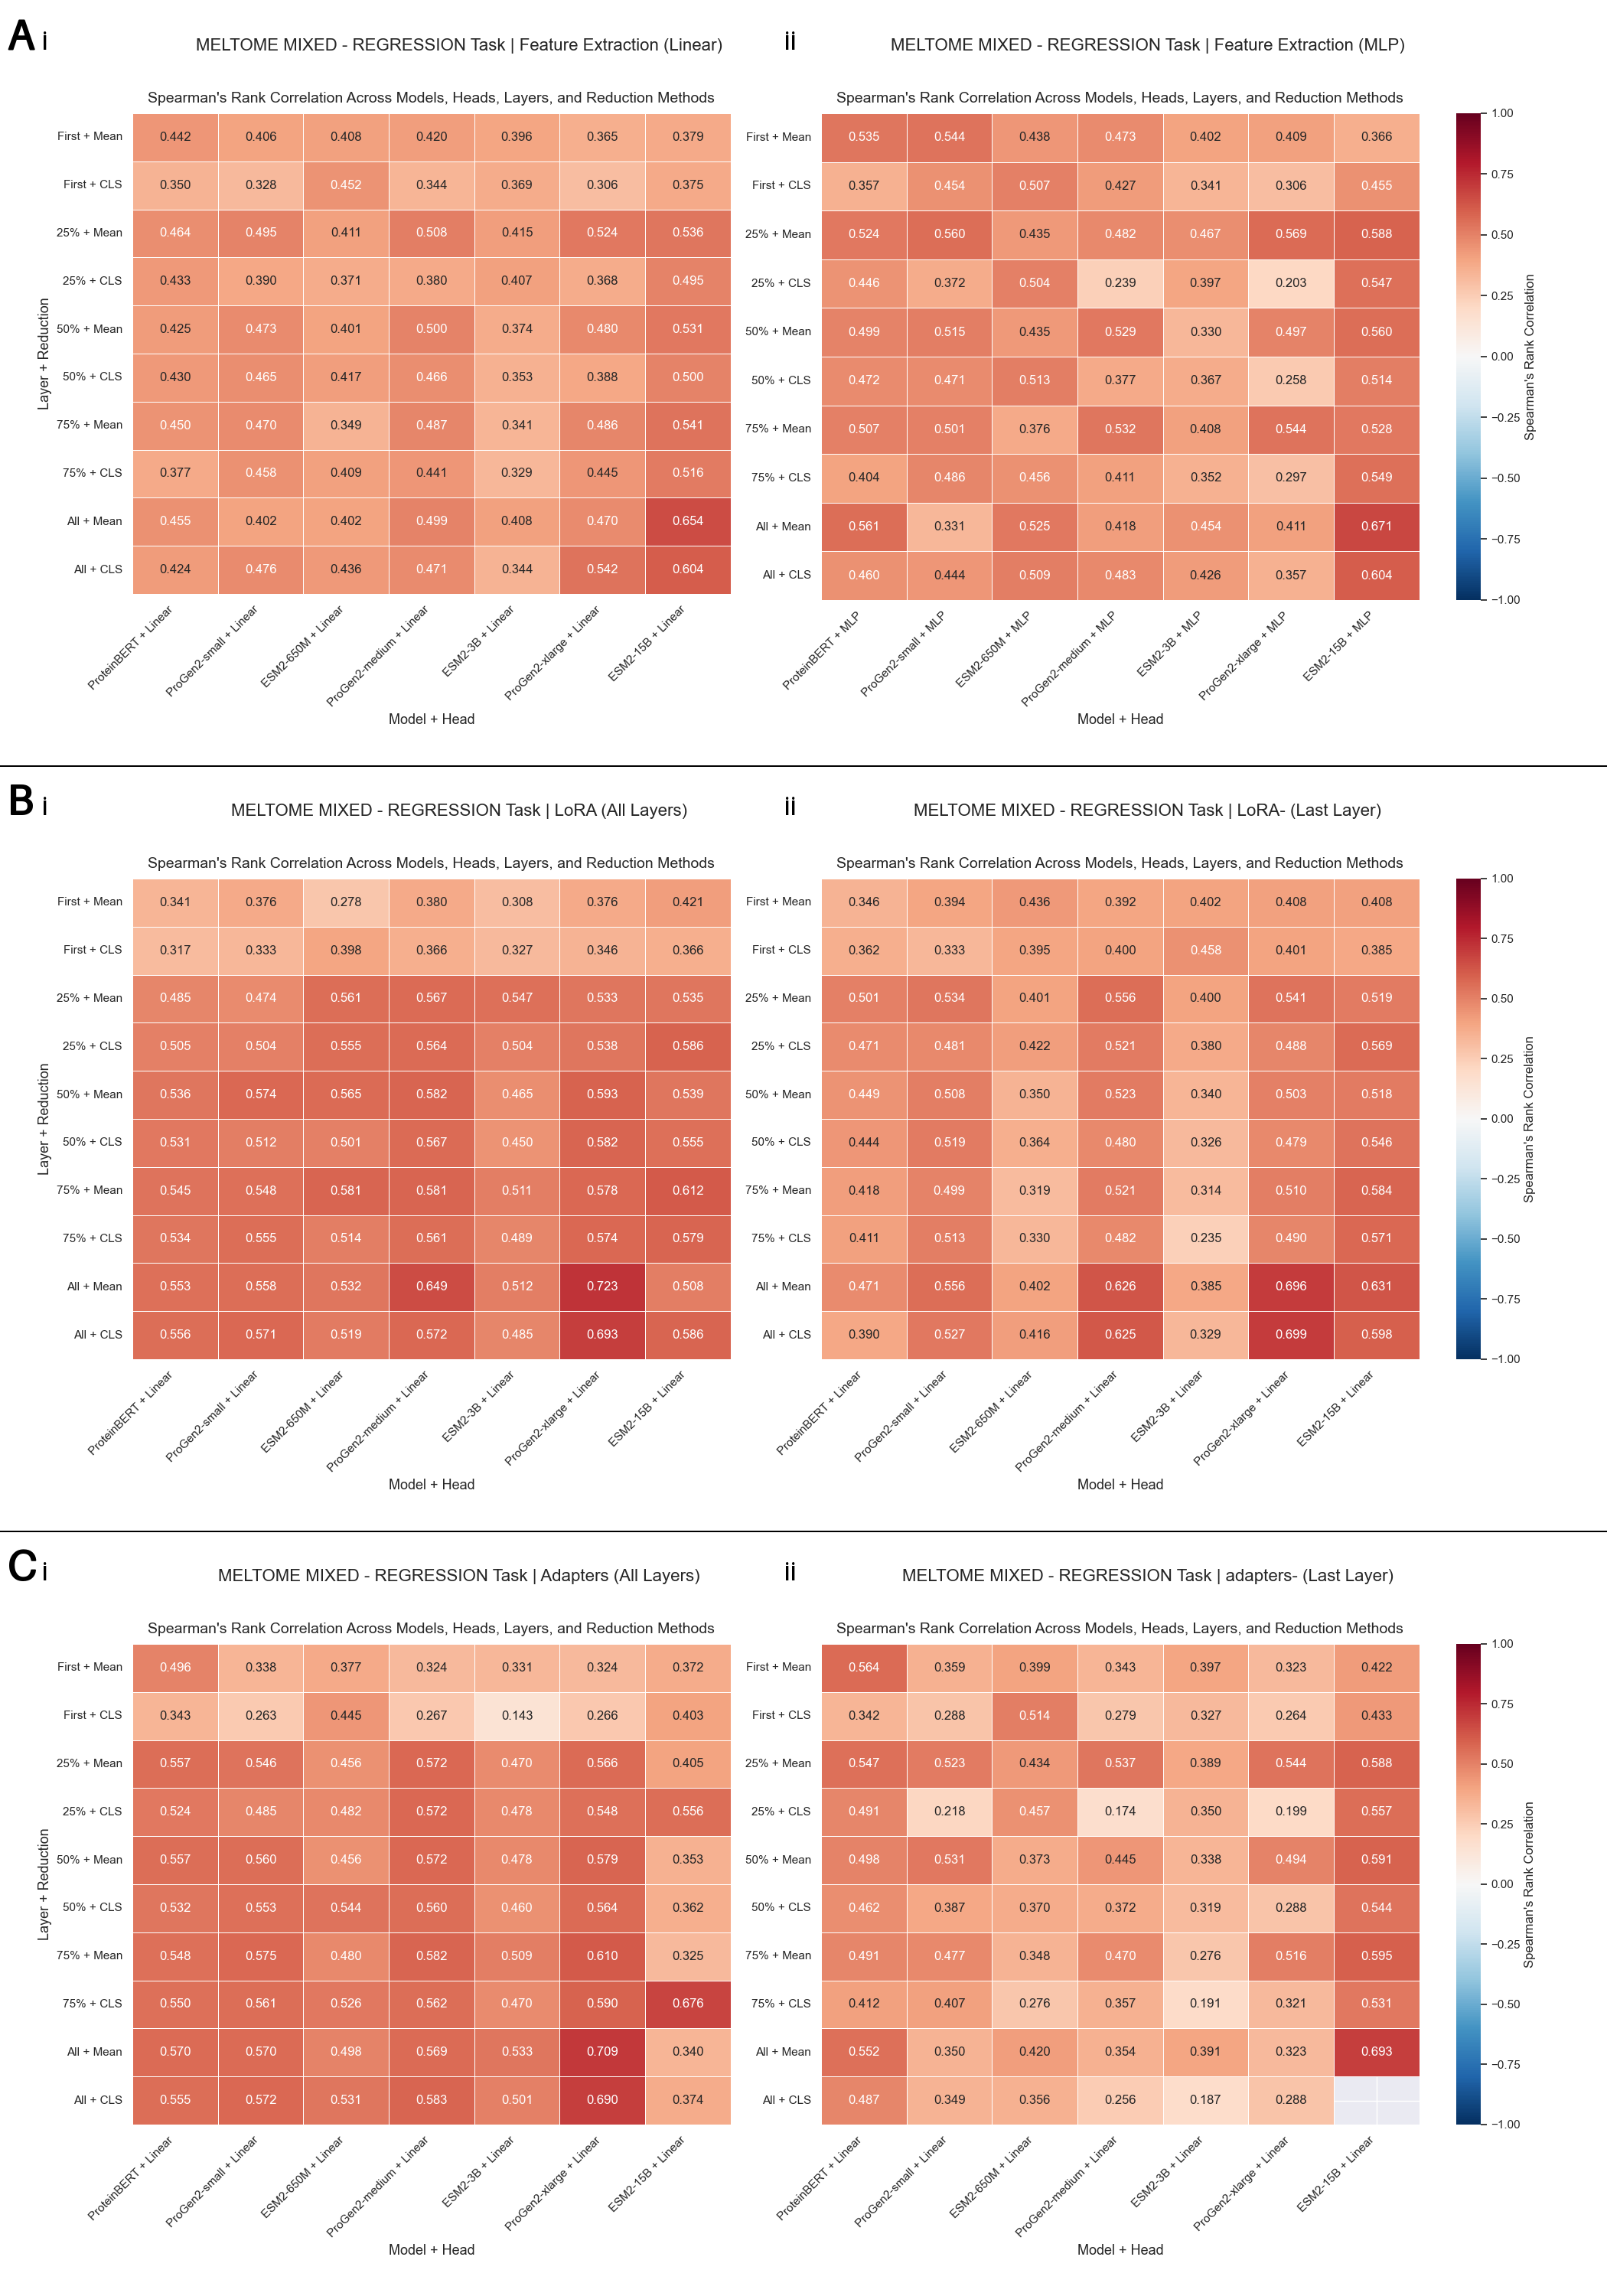 A i
MELTOME MIXED - REGRESSION Task | Feature Extraction (Linear)
Spearman's Rank Correlation Across Models, Heads, Layers, and Reduction Methods
Layer + Reduction
First + Mean 0.442 0.406 0.408 0.420 0.396 0.365 0.379
First + CLS 0.350 0.328 0.452 0.344 0.369 0.306 0.375
25% + Mean 0.464 0.495 0.411 0.508 0.415 0.524 0.536
25% + CLS 0.433 0.390 0.371 0.380 0.407 0.368 0.495
50% + Mean 0.425 0.473 0.401 0.500 0.374 0.480 0.531
50% + CLS 0.430 0.465 0.417 0.466 0.353 0.388 0.500
75% + Mean 0.450 0.470 0.349 0.487 0.341 0.486 0.541
75% + CLS 0.377 0.458 0.409 0.441 0.329 0.445 0.516
All + Mean 0.455 0.402 0.402 0.499 0.408 0.470 0.654
All + CLS 0.424 0.476 0.436 0.471 0.344 0.542 0.604
ProteinBERT + Linear
ProGen2-small + Linear
ESM2-650M + Linear
ProGen2-medium + Linear
ESM2-3B + Linear
ProGen2-xlarge + Linear
ESM2-15B + Linear
Model + Head
ii
MELTOME MIXED - REGRESSION Task | Feature Extraction (MLP)
Spearman's Rank Correlation Across Models, Heads, Layers, and Reduction Methods
First + Mean 0.535 0.544 0.438 0.473 0.402 0.409 0.366
First + CLS 0.357 0.454 0.507 0.427 0.341 0.306 0.455
25% + Mean 0.524 0.560 0.435 0.482 0.467 0.569 0.588
25% + CLS 0.446 0.372 0.504 0.239 0.397 0.203 0.547
50% + Mean 0.499 0.515 0.435 0.529 0.330 0.497 0.560
50% + CLS 0.472 0.471 0.513 0.377 0.367 0.258 0.514
75% + Mean 0.507 0.501 0.376 0.532 0.408 0.544 0.528
75% + CLS 0.404 0.486 0.456 0.411 0.352 0.297 0.549
All + Mean 0.561 0.331 0.525 0.418 0.454 0.411 0.671
All + CLS 0.460 0.444 0.509 0.483 0.426 0.357 0.604
ProteinBERT + MLP
ProGen2-small + MLP
ESM2-650M + MLP
ProGen2-medium + MLP
ESM2-3B + MLP
ProGen2-xlarge + MLP
ESM2-15B + MLP
Model + Head
1.00
0.75
0.50
0.25
0.00
−0.25
−0.50
−0.75
−1.00
Spearman's Rank Correlation
B i
MELTOME MIXED - REGRESSION Task | LoRA (All Layers)
Spearman's Rank Correlation Across Models, Heads, Layers, and Reduction Methods
Layer + Reduction
First + Mean 0.341 0.376 0.278 0.380 0.308 0.376 0.421
First + CLS 0.317 0.333 0.398 0.366 0.327 0.346 0.366
25% + Mean 0.485 0.474 0.561 0.567 0.547 0.533 0.535
25% + CLS 0.505 0.504 0.555 0.564 0.504 0.538 0.586
50% + Mean 0.536 0.574 0.565 0.582 0.465 0.593 0.539
50% + CLS 0.531 0.512 0.501 0.567 0.450 0.582 0.555
75% + Mean 0.545 0.548 0.581 0.581 0.511 0.578 0.612
75% + CLS 0.534 0.555 0.514 0.561 0.489 0.574 0.579
All + Mean 0.553 0.558 0.532 0.649 0.512 0.723 0.508
All + CLS 0.556 0.571 0.519 0.572 0.485 0.693 0.586
ProteinBERT + Linear
ProGen2-small + Linear
ESM2-650M + Linear
ProGen2-medium + Linear
ESM2-3B + Linear
ProGen2-xlarge + Linear
ESM2-15B + Linear
Model + Head
ii
MELTOME MIXED - REGRESSION Task | LoRA- (Last Layer)
Spearman's Rank Correlation Across Models, Heads, Layers, and Reduction Methods
First + Mean 0.346 0.394 0.436 0.392 0.402 0.408 0.408
First + CLS 0.362 0.333 0.395 0.400 0.458 0.401 0.385
25% + Mean 0.501 0.534 0.401 0.556 0.400 0.541 0.519
25% + CLS 0.471 0.481 0.422 0.521 0.380 0.488 0.569
50% + Mean 0.449 0.508 0.350 0.523 0.340 0.503 0.518
50% + CLS 0.444 0.519 0.364 0.480 0.326 0.479 0.546
75% + Mean 0.418 0.499 0.319 0.521 0.314 0.510 0.584
75% + CLS 0.411 0.513 0.330 0.482 0.235 0.490 0.571
All + Mean 0.471 0.556 0.402 0.626 0.385 0.696 0.631
All + CLS 0.390 0.527 0.416 0.625 0.329 0.699 0.598
ProteinBERT + Linear
ProGen2-small + Linear
ESM2-650M + Linear
ProGen2-medium + Linear
ESM2-3B + Linear
ProGen2-xlarge + Linear
ESM2-15B + Linear
Model + Head
1.00
0.75
0.50
0.25
0.00
−0.25
−0.50
−0.75
−1.00
Spearman's Rank Correlation
C i
MELTOME MIXED - REGRESSION Task | Adapters (All Layers)
Spearman's Rank Correlation Across Models, Heads, Layers, and Reduction Methods
Layer + Reduction
First + Mean 0.496 0.338 0.377 0.324 0.331 0.324 0.372
First + CLS 0.343 0.263 0.445 0.267 0.143 0.266 0.403
25% + Mean 0.557 0.546 0.456 0.572 0.470 0.566 0.405
25% + CLS 0.524 0.485 0.482 0.572 0.478 0.548 0.556
50% + Mean 0.557 0.560 0.456 0.572 0.478 0.579 0.353
50% + CLS 0.532 0.553 0.544 0.560 0.460 0.564 0.362
75% + Mean 0.548 0.575 0.480 0.582 0.509 0.610 0.325
75% + CLS 0.550 0.561 0.526 0.562 0.470 0.590 0.676
All + Mean 0.570 0.570 0.498 0.569 0.533 0.709 0.340
All + CLS 0.555 0.572 0.531 0.583 0.501 0.690 0.374
ProteinBERT + Linear
ProGen2-small + Linear
ESM2-650M + Linear
ProGen2-medium + Linear
ESM2-3B + Linear
ProGen2-xlarge + Linear
ESM2-15B + Linear
Model + Head
ii
MELTOME MIXED - REGRESSION Task | adapters- (Last Layer)
Spearman's Rank Correlation Across Models, Heads, Layers, and Reduction Methods
First + Mean 0.564 0.359 0.399 0.343 0.397 0.323 0.422
First + CLS 0.342 0.288 0.514 0.279 0.327 0.264 0.433
25% + Mean 0.547 0.523 0.434 0.537 0.389 0.544 0.588
25% + CLS 0.491 0.218 0.457 0.174 0.350 0.199 0.557
50% + Mean 0.498 0.531 0.373 0.445 0.338 0.494 0.591
50% + CLS 0.462 0.387 0.370 0.372 0.319 0.288 0.544
75% + Mean 0.491 0.477 0.348 0.470 0.276 0.516 0.595
75% + CLS 0.412 0.407 0.276 0.357 0.191 0.321 0.531
All + Mean 0.552 0.350 0.420 0.354 0.391 0.323 0.693
All + CLS 0.487 0.349 0.356 0.256 0.187 0.288
ProteinBERT + Linear
ProGen2-small + Linear
ESM2-650M + Linear
ProGen2-medium + Linear
ESM2-3B + Linear
ProGen2-xlarge + Linear
ESM2-15B + Linear
Model + Head
1.00
0.75
0.50
0.25
0.00
−0.25
−0.50
−0.75
−1.00
Spearman's Rank Correlation